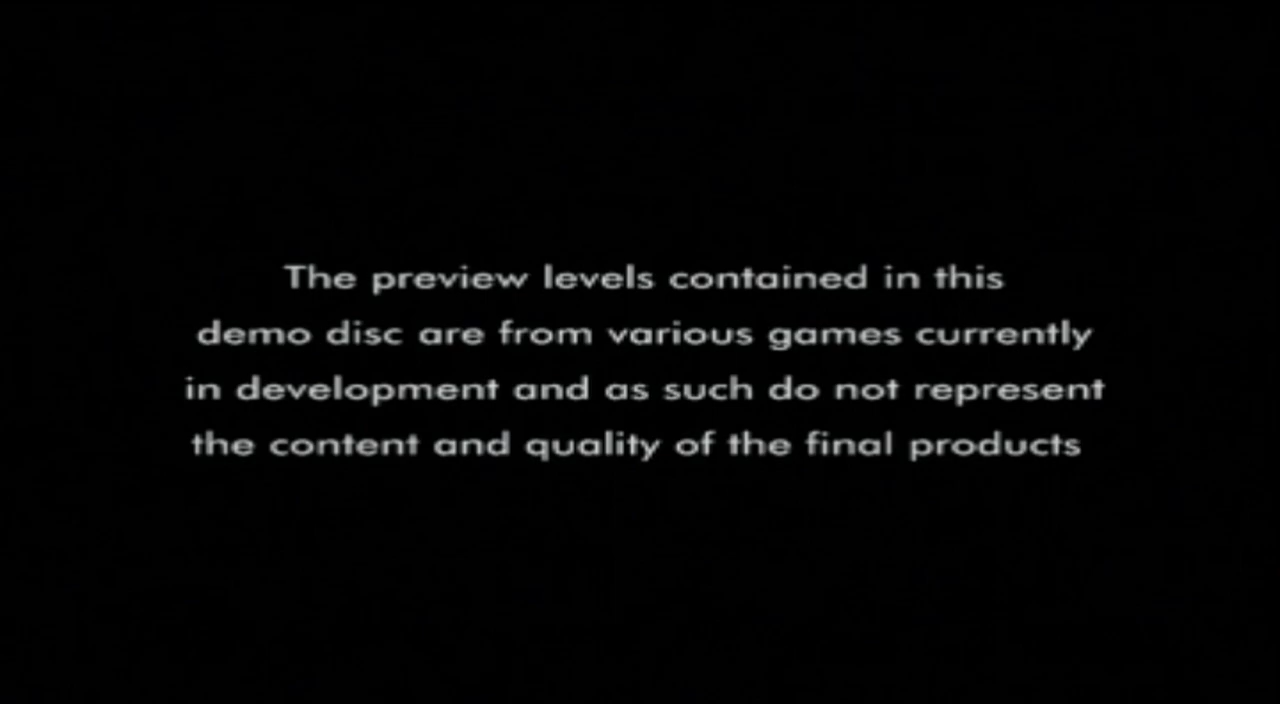 The preview levels contained in this
demo disc are from various games currently
in development and as such do not represent
the content and quality of the final products